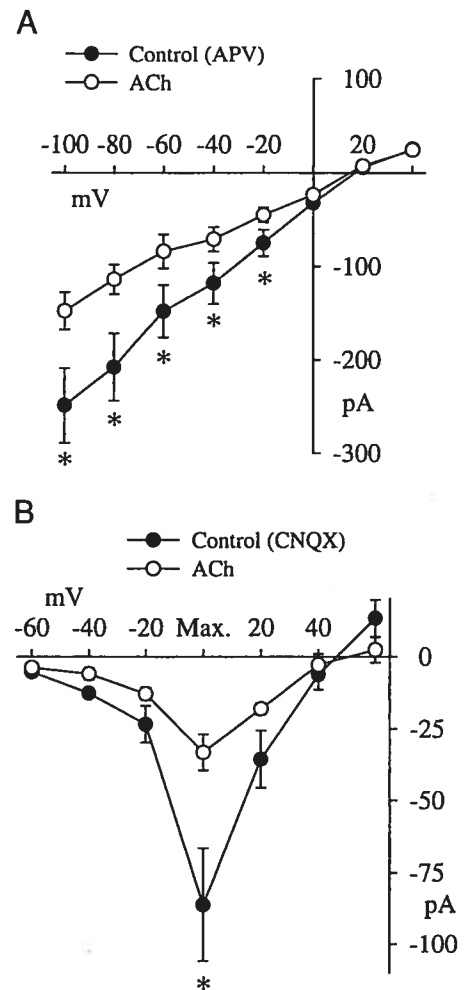 A
Control (APV)
ACh
100
-100 -80 -60 -40 -20 20
mV
-100
*
*
*
*
*
-200
pA
-300
B
Control (CNQX)
ACh
mV
-60 -40 -20 Max. 20 40
0
-25
-50
-75
pA
-100
*